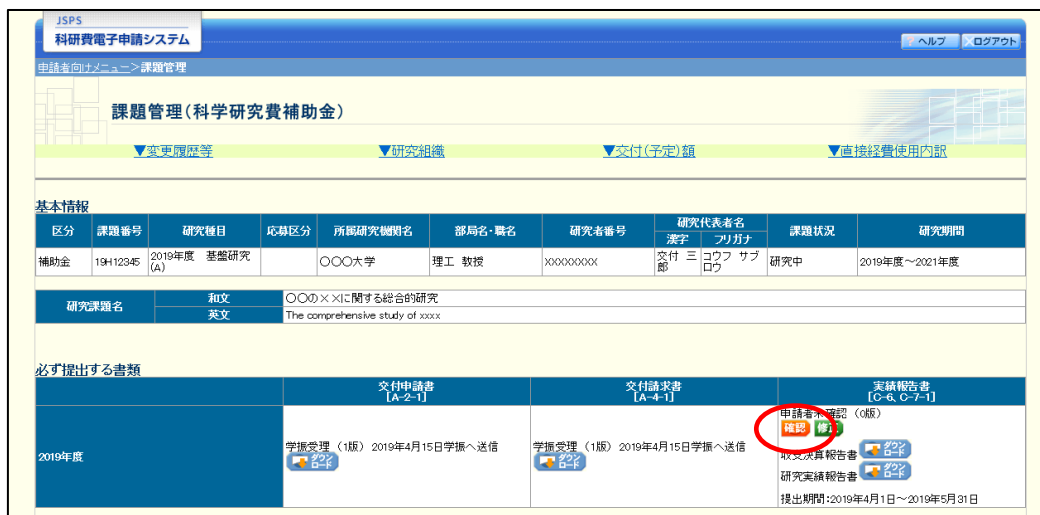 JSPS
科研費電子申請システム
ヘルプ ログアウト
申請者向けメニュー>課題管理
課題管理(科学研究費補助金)
▼変更履歴等 ▼研究組織 ▼交付(予定)額 ▼直接経費使用内訳
基本情報
区分 課題番号 研究種目 応募区分 所属研究機関名 部局名・職名 研究者番号 研究代表者名 課題状況 研究期間
漢字 フリガナ
補助金 19H12345 2019年度 基盤研究(A) 〇〇〇大学 理工 教授 XXXXXXXX 交付 三郎 コウフ サブロウ 研究中 2019年度~2021年度
研究課題名 和文 〇〇の××に関する総合的研究
英文 The comprehensive study of xxxx
必ず提出する書類
交付申請書 交付請求書 実績報告書
[A-2-1] [A-4-1] [C-6、C-7-1]
2019年度 学振受理 (1版) 2019年4月15日学振へ送信 学振受理 (1版) 2019年4月15日学振へ送信 申請者未確認 (0版)
ダウンロード ダウンロード 確認 修正
収支決算報告書 ダウンロード
研究実績報告書 ダウンロード
提出期間:2019年4月1日~2019年5月31日